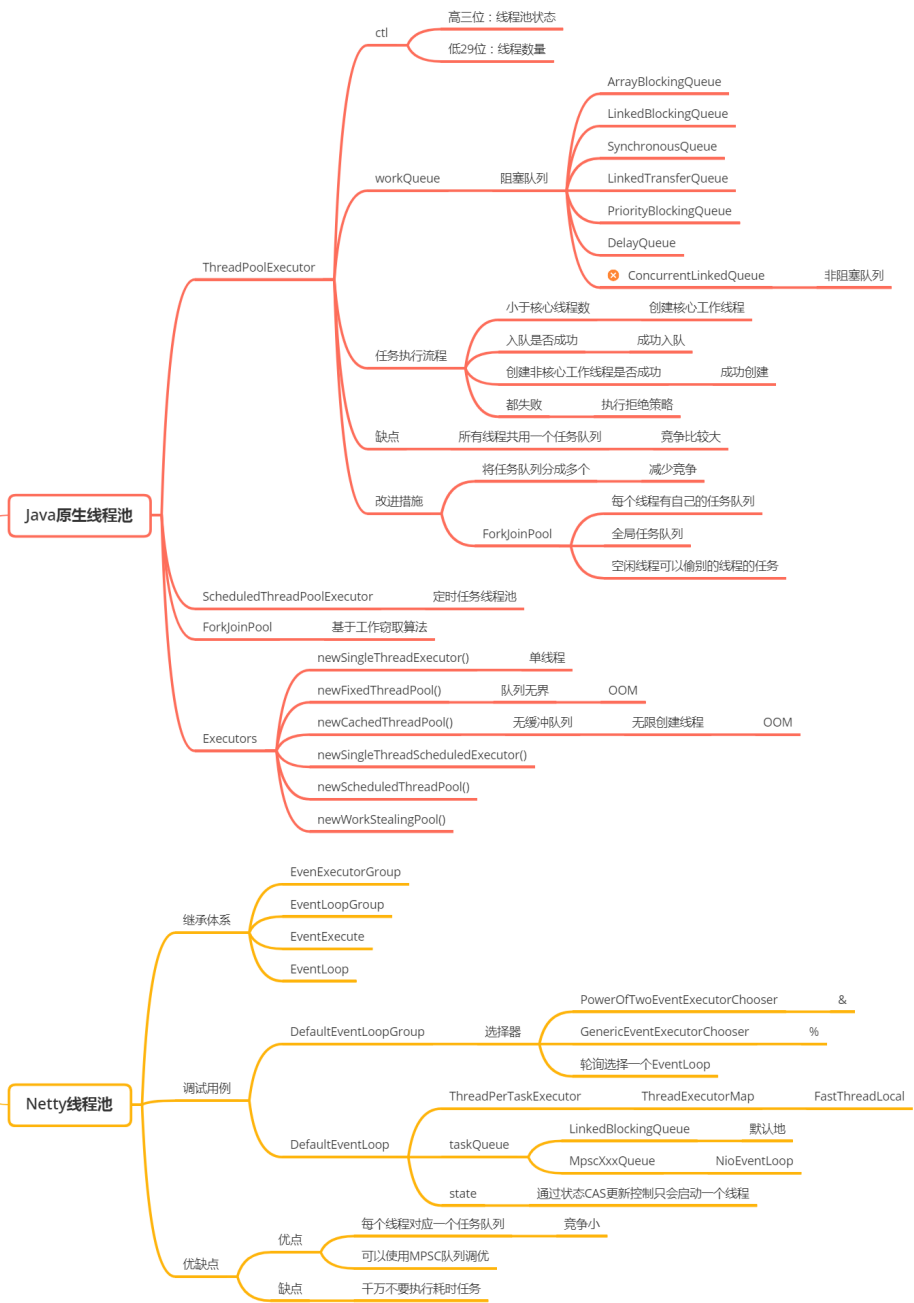 Java原生线程池
ThreadPoolExecutor
ctl
高三位：线程池状态
低29位：线程数量
workQueue
阻塞队列
ArrayBlockingQueue
LinkedBlockingQueue
SynchronousQueue
LinkedTransferQueue
PriorityBlockingQueue
DelayQueue
ConcurrentLinkedQueue
非阻塞队列
任务执行流程
小于核心线程数
创建核心工作线程
入队是否成功
成功入队
创建非核心工作线程是否成功
成功创建
都失败
执行拒绝策略
缺点
所有线程共用一个任务队列
竞争比较大
改进措施
将任务队列分成多个
减少竞争
ForkJoinPool
每个线程有自己的任务队列
全局任务队列
空闲线程可以偷别的线程的任务
ScheduledThreadPoolExecutor
定时任务线程池
ForkJoinPool
基于工作窃取算法
Executors
newSingleThreadExecutor()
单线程
newFixedThreadPool()
队列无界
OOM
newCachedThreadPool()
无缓冲队列
无限创建线程
OOM
newSingleThreadScheduledExecutor()
newScheduledThreadPool()
newWorkStealingPool()
Netty线程池
继承体系
EvenExecutorGroup
EventLoopGroup
EventExecute
EventLoop
调试用例
DefaultEventLoopGroup
选择器
PowerOfTwoEventExecutorChooser
&
GenericEventExecutorChooser
%
轮询选择一个EventLoop
DefaultEventLoop
ThreadPerTaskExecutor
ThreadExecutorMap
FastThreadLocal
taskQueue
LinkedBlockingQueue
默认地
MpscXxxQueue
NioEventLoop
state
通过状态CAS更新控制只会启动一个线程
优缺点
优点
每个线程对应一个任务队列
竞争小
可以使用MPSC队列调优
缺点
千万不要执行耗时任务